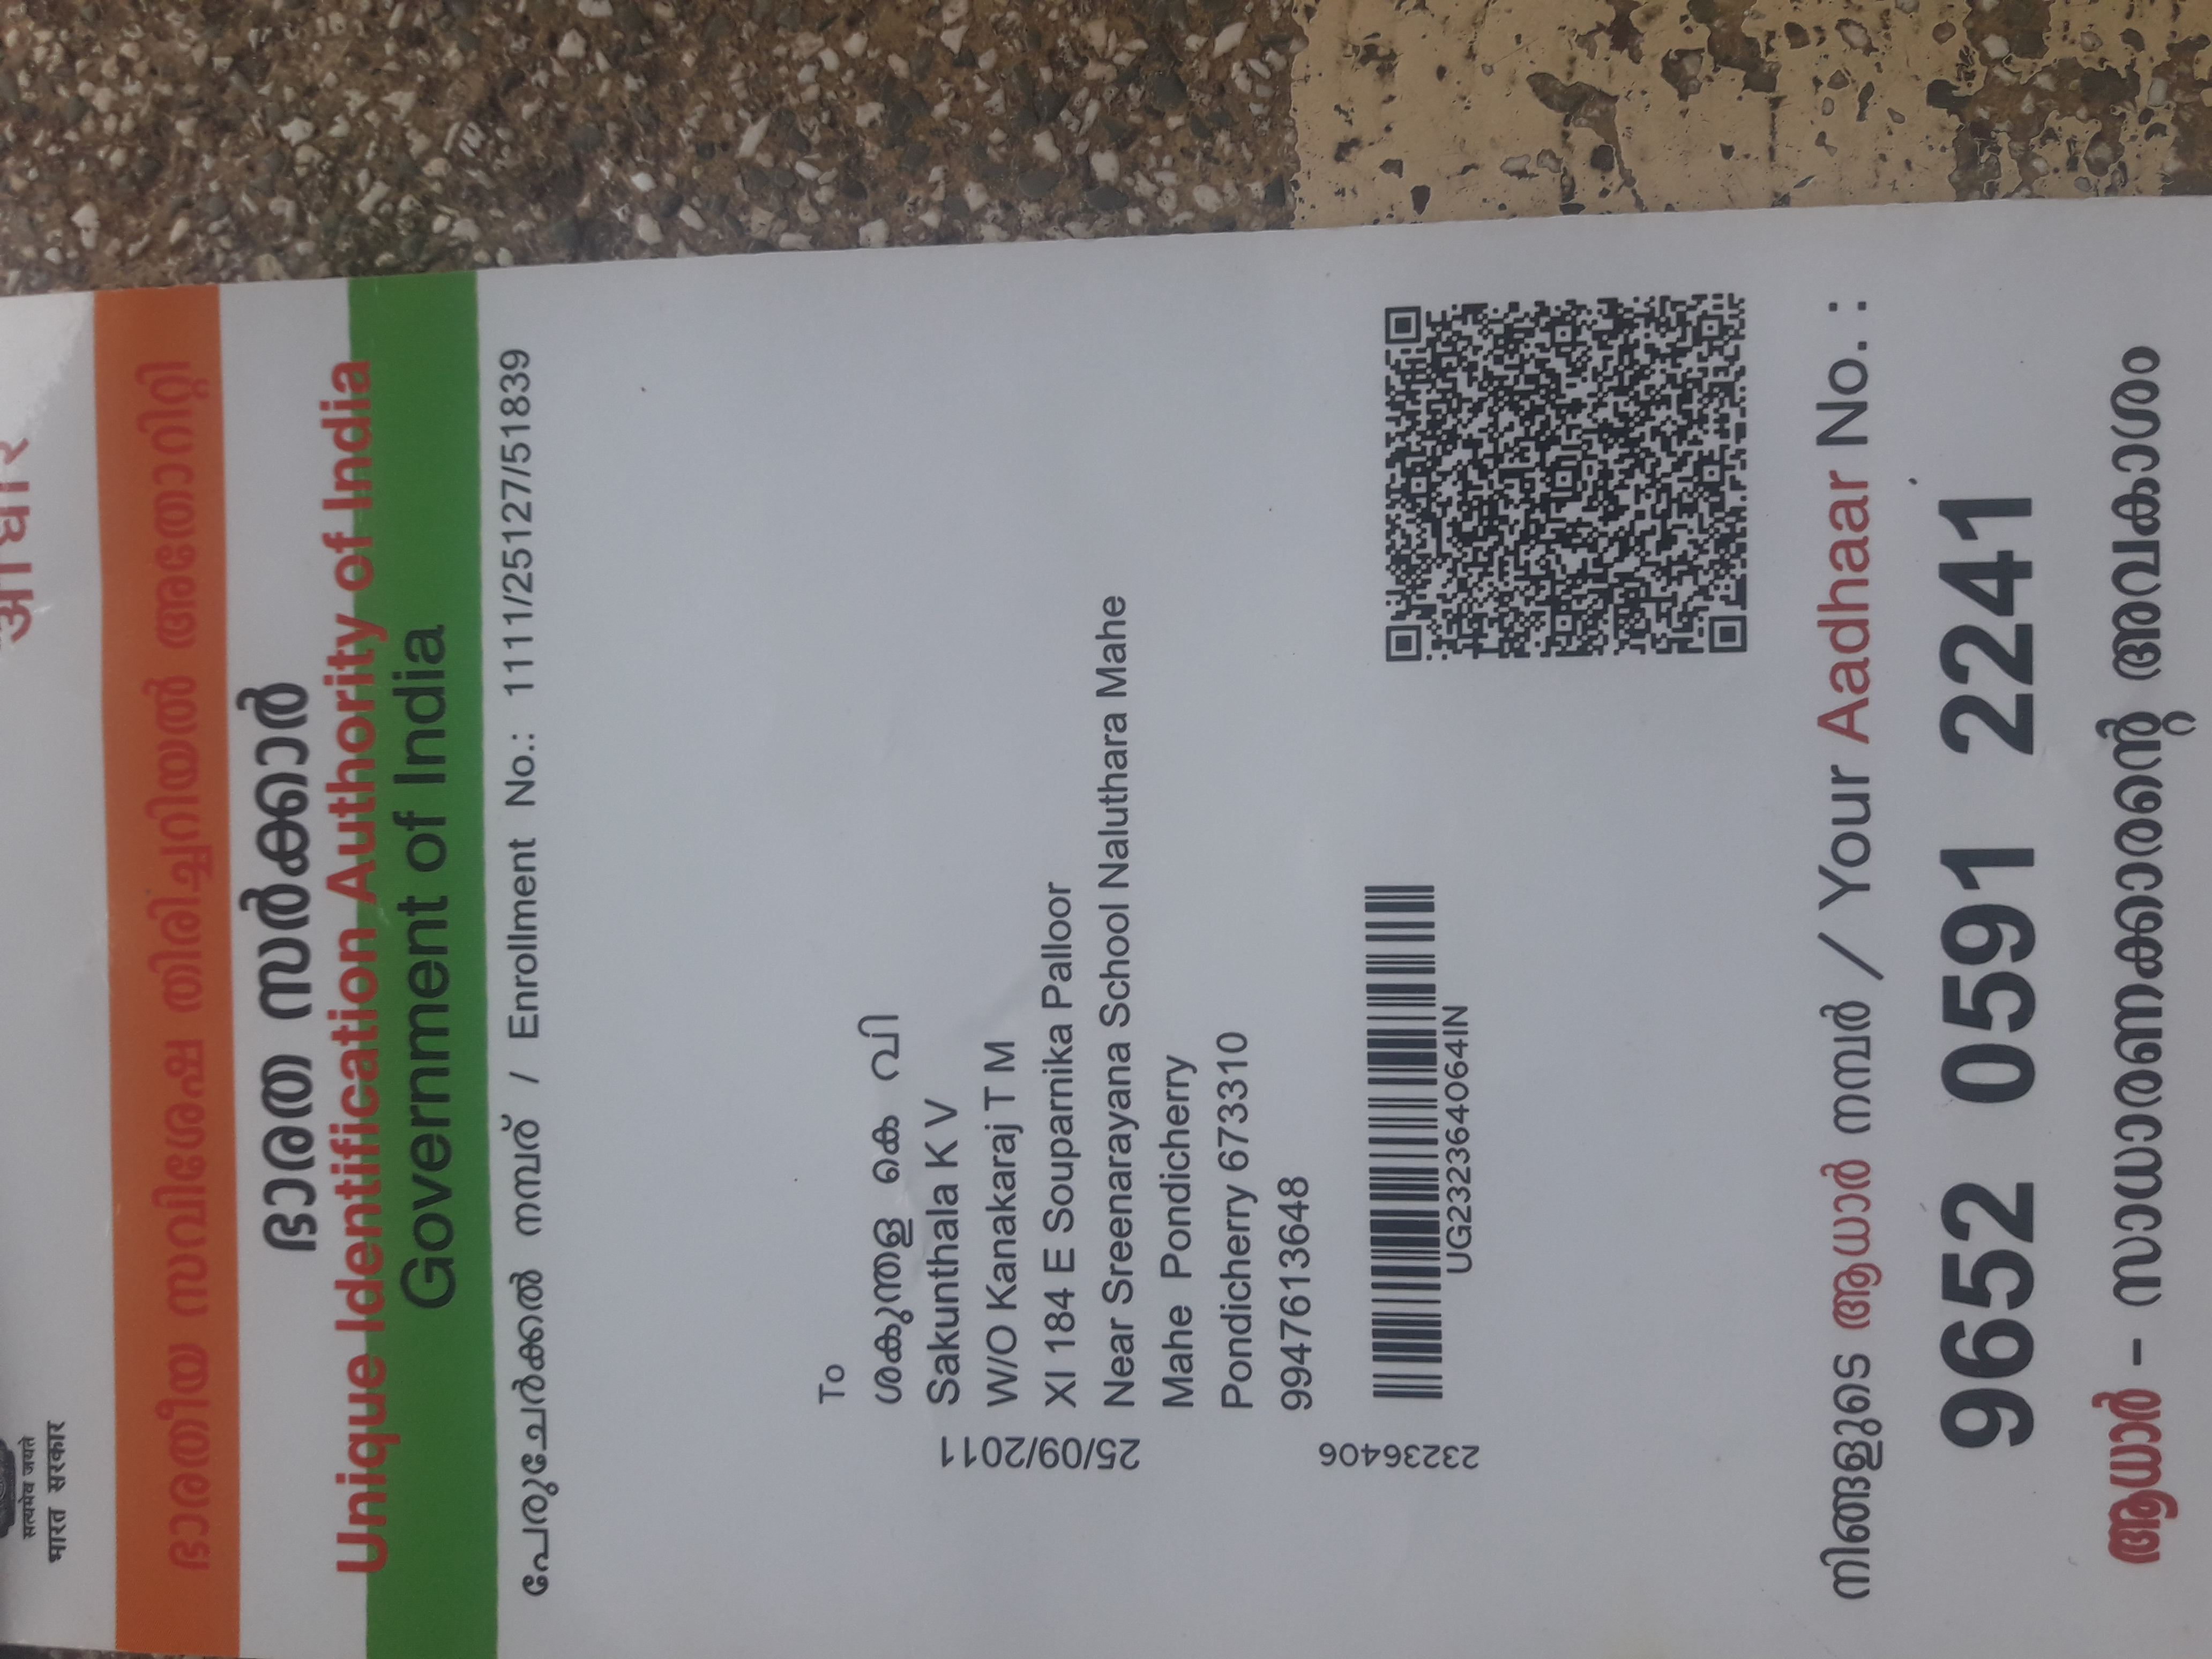 सत्यमेव जयते
भारत सरकार
आधार
ഭാരതീയ സവിശേഷ തിരിച്ചറിയൽ അതോറിറ്റി
ഭാരത സർക്കാർ
Unique Identification Authority of India
Government of India
പേരുചേർക്കൽ നമ്പര് / Enrollment No.: 1111/25127/51839
To
ശകുന്തള കെ വി
Sakunthala K V
W/O Kanakaraj T M
XI 184 E Souparnika Palloor
Near Sreenarayana School Naluthara Mahe
Mahe Pondicherry
Pondicherry 673310
9947613648
25/09/2011
23236406
UG232364064IN
നിങ്ങളുടെ ആധാർ നമ്പർ / Your Aadhaar No. :
9652 0591 2241
ആധാർ – സാധാരണക്കാരന്റെ അവകാശം